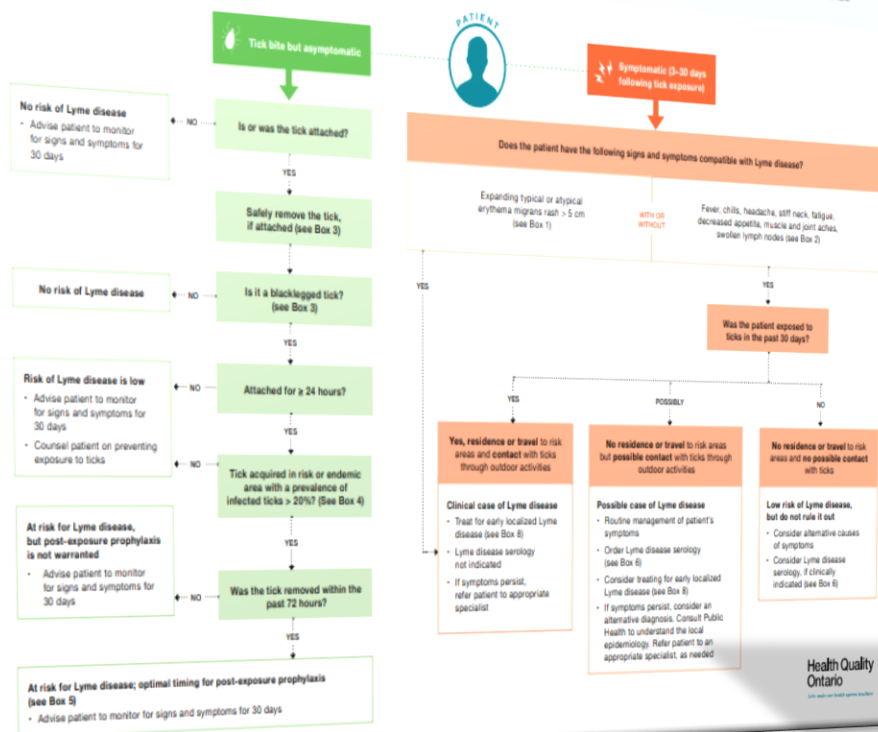 PATIENT
Tick bite but asymptomatic
Symptomatic (3–30 days
following tick exposure)
No risk of Lyme disease
• Advise patient to monitor
for signs and symptoms for
30 days
NO
Is or was the tick attached?
YES
Safely remove the tick,
if attached (see Box 3)
No risk of Lyme disease
NO
Is it a blacklegged tick?
(see Box 3)
YES
Risk of Lyme disease is low
• Advise patient to monitor
for signs and symptoms for
30 days
• Counsel patient on preventing
exposure to ticks
NO
Attached for ≥ 24 hours?
YES
NO
Tick acquired in risk or endemic
area with a prevalence of
infected ticks > 20%? (See Box 4)
YES
At risk for Lyme disease,
but post-exposure prophylaxis
is not warranted
• Advise patient to monitor
for signs and symptoms for
30 days
NO
Was the tick removed within the
past 72 hours?
YES
At risk for Lyme disease; optimal timing for post-exposure prophylaxis
(see Box 5)
• Advise patient to monitor for signs and symptoms for 30 days
Does the patient have the following signs and symptoms compatible with Lyme disease?
Expanding typical or atypical
erythema migrans rash > 5 cm
(see Box 1)
WITH OR
WITHOUT
Fever, chills, headache, stiff neck, fatigue,
decreased appetite, muscle and joint aches,
swollen lymph nodes (see Box 2)
YES
YES
Was the patient exposed to
ticks in the past 30 days?
YES
POSSIBLY
NO
Yes, residence or travel to risk
areas and contact with ticks
through outdoor activities
Clinical case of Lyme disease
• Treat for early localized Lyme
disease (see Box 8)
• Lyme disease serology
not indicated
• If symptoms persist,
refer patient to appropriate
specialist
No residence or travel to risk areas
but possible contact with ticks through
outdoor activities
Possible case of Lyme disease
• Routine management of patient's
symptoms
• Order Lyme disease serology
(see Box 6)
• Consider treating for early localized
Lyme disease (see Box 8)
• If symptoms persist, consider an
alternative diagnosis. Consult Public
Health to understand the local
epidemiology. Refer patient to an
appropriate specialist, as needed
No residence or travel to risk
areas and no possible contact
with ticks
Low risk of Lyme disease,
but do not rule it out
• Consider alternative causes
of symptoms
• Consider Lyme disease
serology, if clinically
indicated (see Box 6)
Health Quality
Ontario